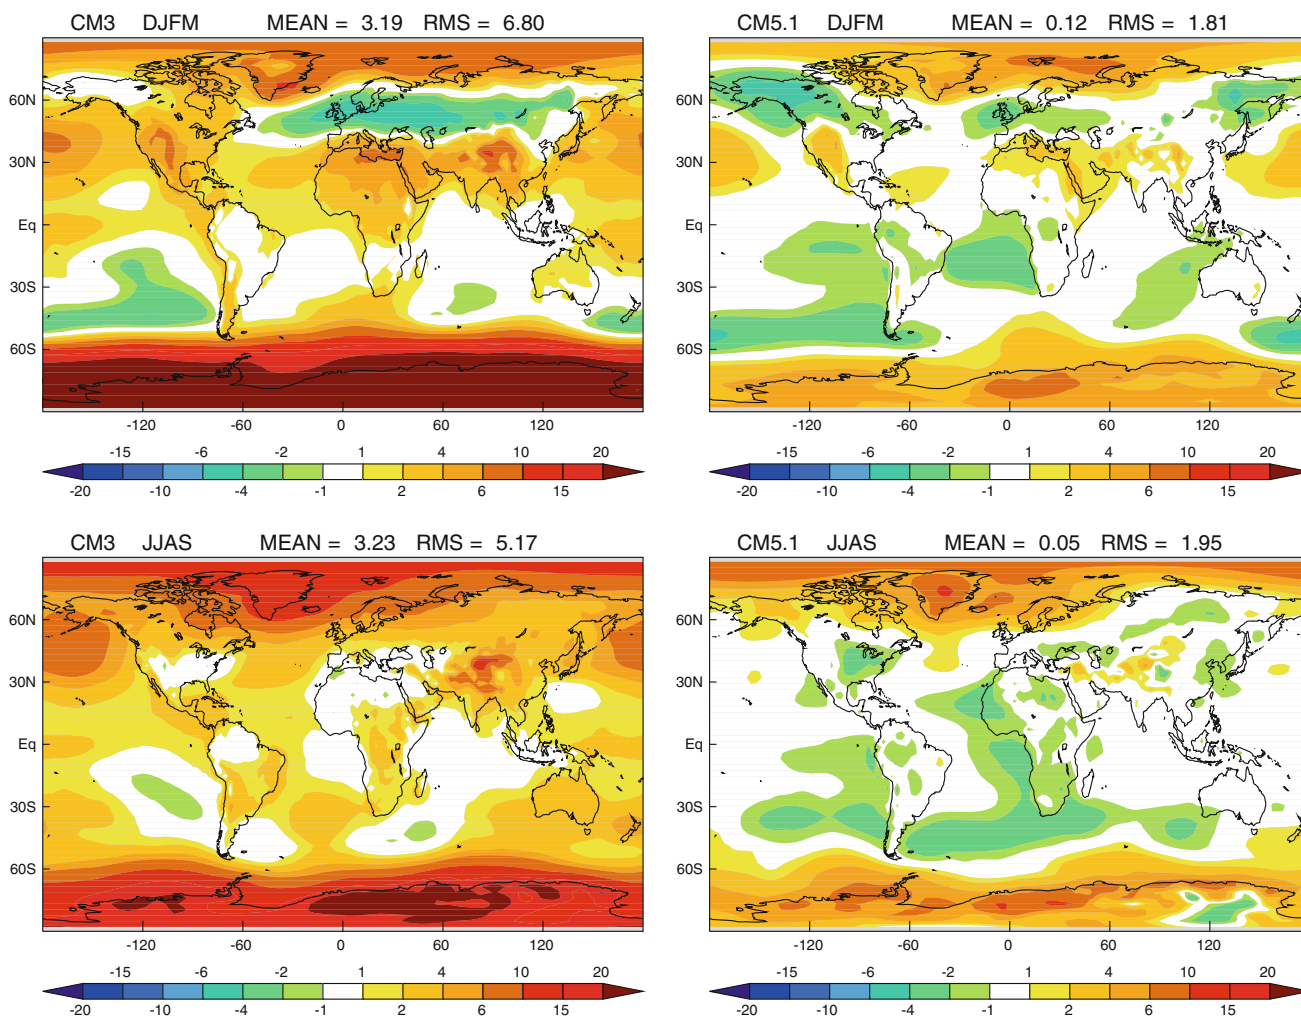 CM3 DJFM MEAN = 3.19 RMS = 6.80
60N
30N
Eq
30S
60S
-120 -60 0 60 120
-15 -6 -2 1 4 10 20
-20 -10 -4 -1 2 6 15
CM5.1 DJFM MEAN = 0.12 RMS = 1.81
60N
30N
Eq
30S
60S
-120 -60 0 60 120
-15 -6 -2 1 4 10 20
-20 -10 -4 -1 2 6 15
CM3 JJAS MEAN = 3.23 RMS = 5.17
60N
30N
Eq
30S
60S
-120 -60 0 60 120
-15 -6 -2 1 4 10 20
-20 -10 -4 -1 2 6 15
CM5.1 JJAS MEAN = 0.05 RMS = 1.95
60N
30N
Eq
30S
60S
-120 -60 0 60 120
-15 -6 -2 1 4 10 20
-20 -10 -4 -1 2 6 15